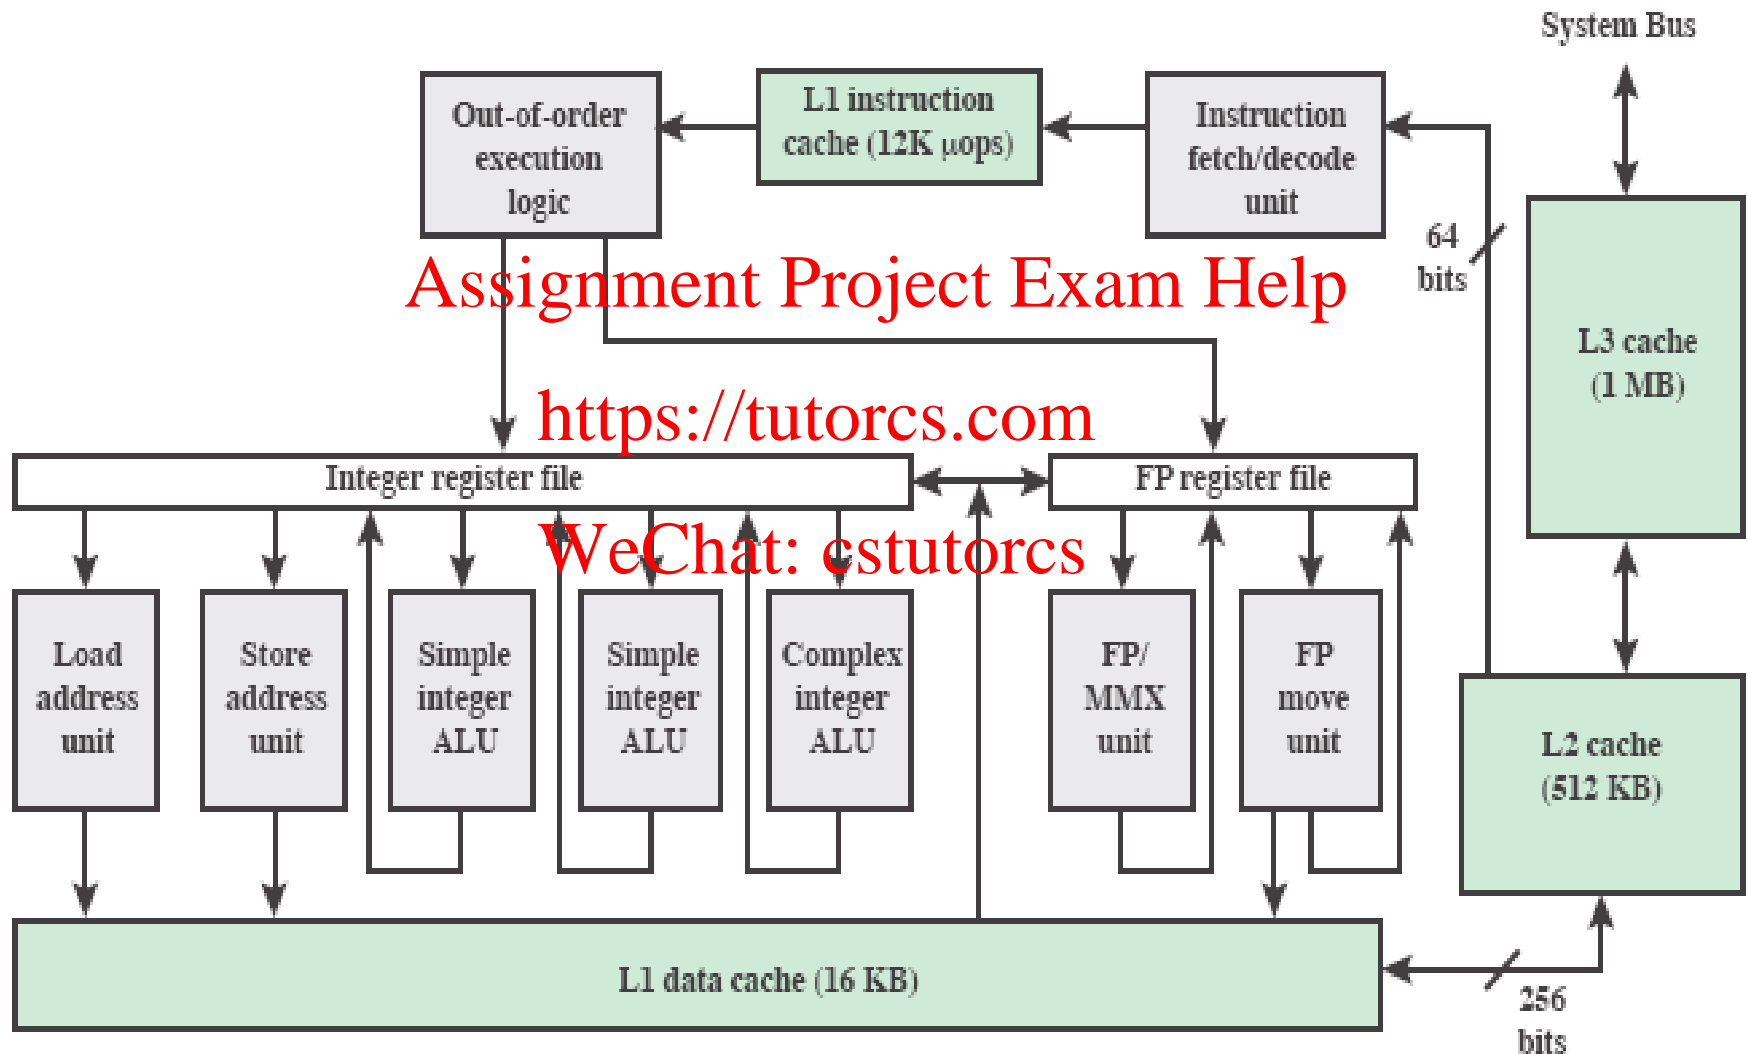 System Bus
Out-of-order
execution
logic
L1 instruction
cache (12K μops)
Instruction
fetch/decode
unit
64
bits
L3 cache
(1 MB)
Assignment Project Exam Help
https://tutorcs.com
WeChat: cstutorcs
Integer register file
FP register file
Load
address
unit
Store
address
unit
Simple
integer
ALU
Simple
integer
ALU
Complex
integer
ALU
FP/
MMX
unit
FP
move
unit
L2 cache
(512 KB)
L1 data cache (16 KB)
256
bits